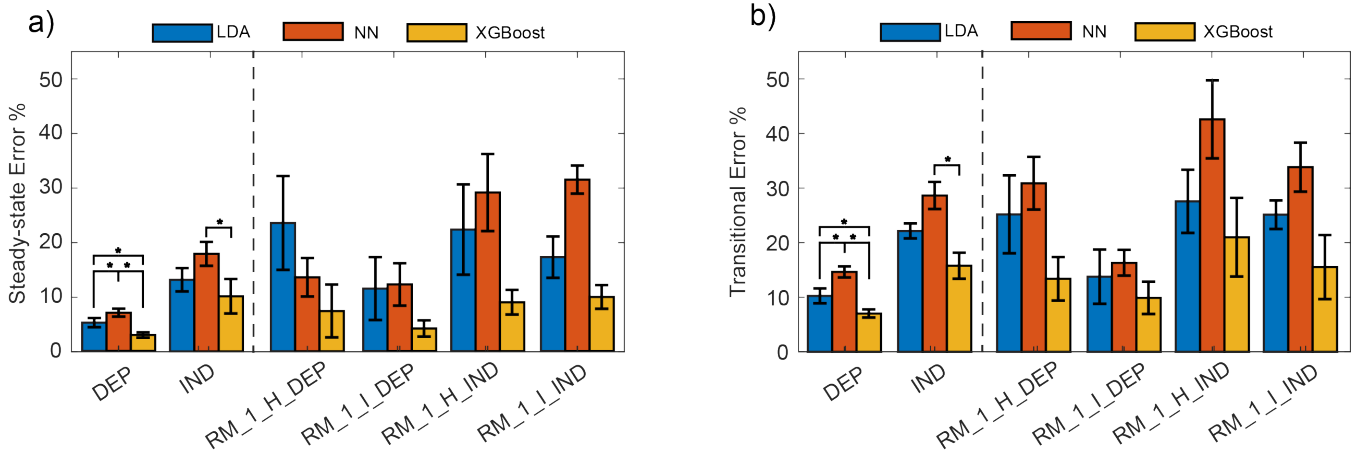 a)
LDA NN XGBoost
Steady-state Error %
50
40
30
20
10
0
* * *
*
DEP IND RM_1_H_DEP RM_1_I_DEP RM_1_H_IND RM_1_I_IND
b)
LDA NN XGBoost
Transitional Error %
50
40
30
20
10
0
* * *
*
DEP IND RM_1_H_DEP RM_1_I_DEP RM_1_H_IND RM_1_I_IND